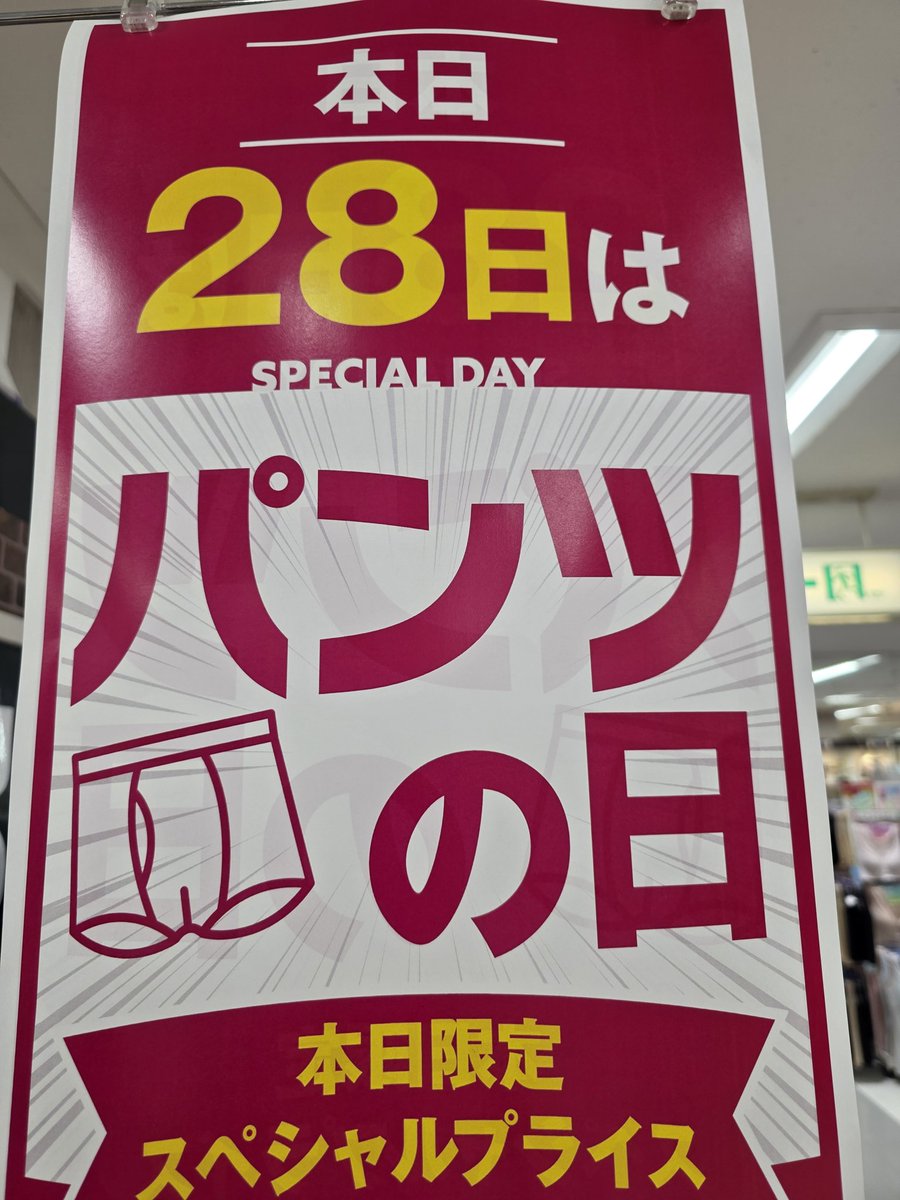 本日
28日は
SPECIAL DAY
パンツ
の日
本日限定
スペシャルプライス